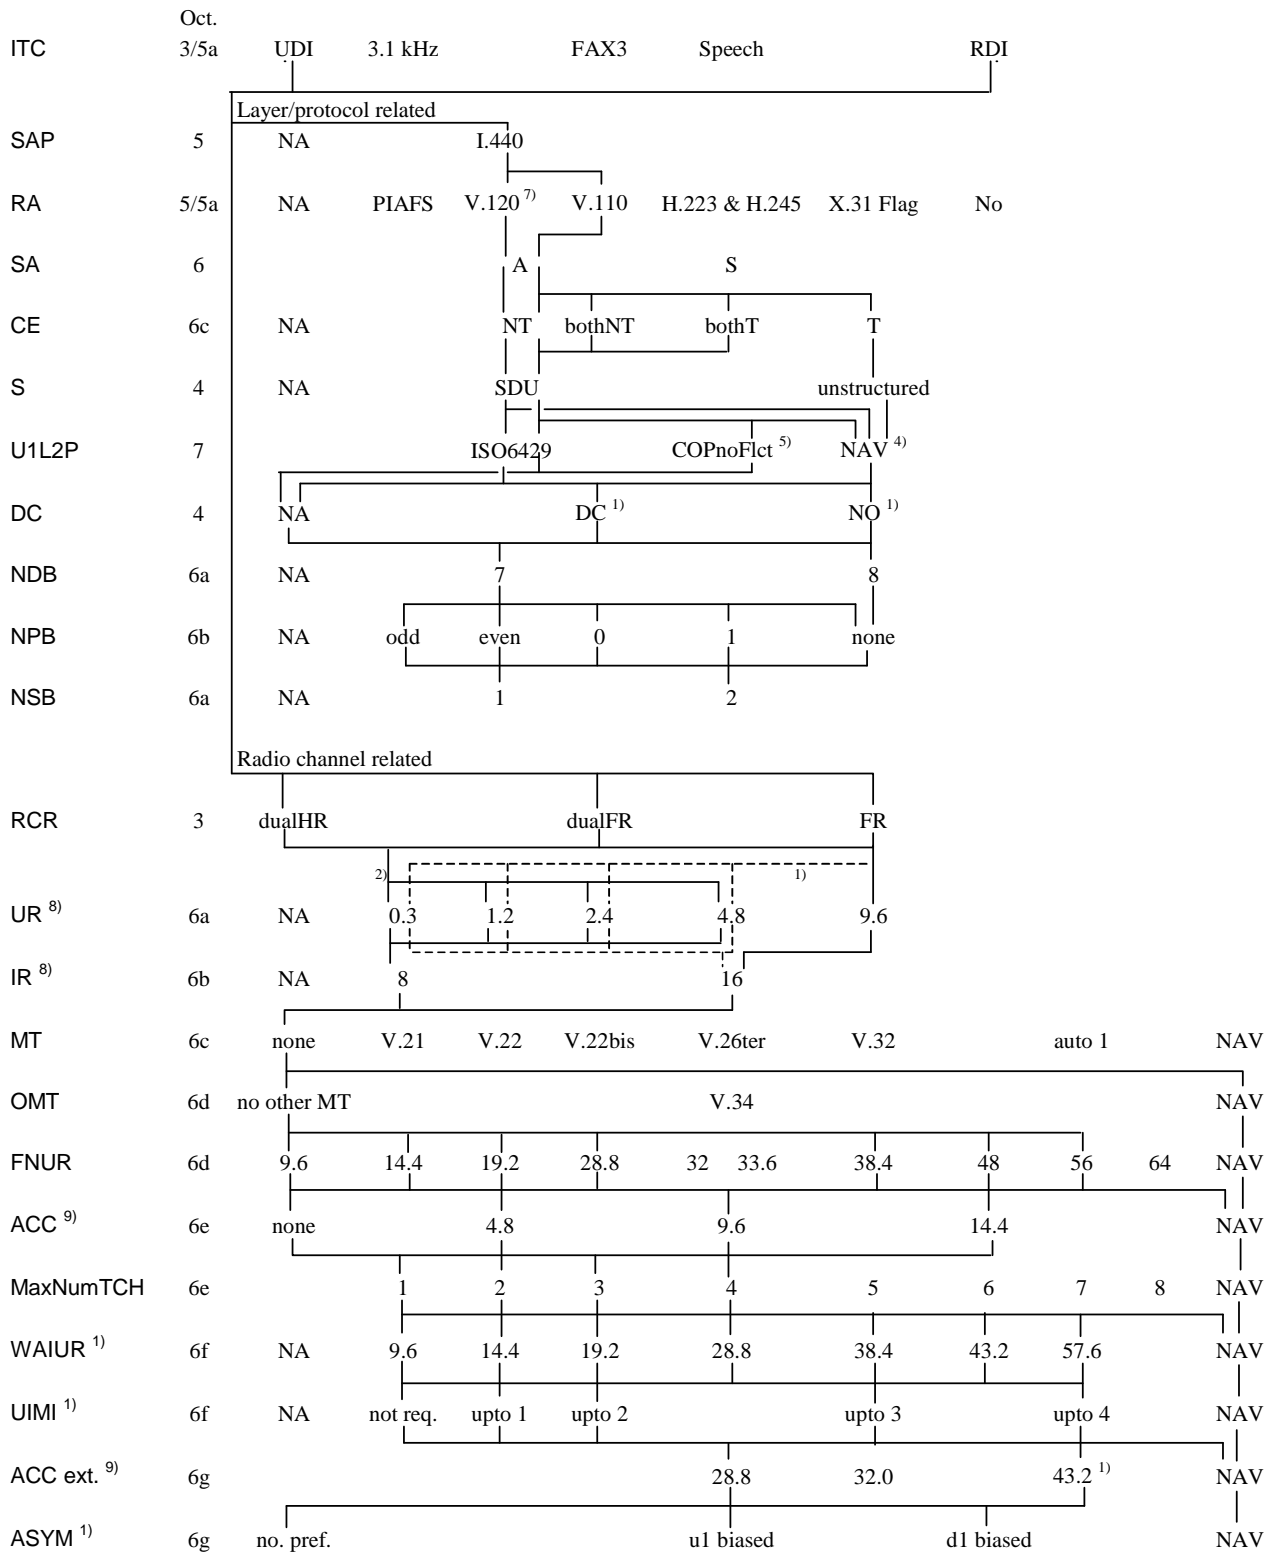 Oct.
ITC 3/5a UDI 3.1 kHz FAX3 Speech RDI
Layer/protocol related
SAP 5 NA I.440
RA 5/5a NA PIAFS V.120 7) V.110 H.223 & H.245 X.31 Flag No
SA 6 A S
CE 6c NA NT bothNT bothT T
S 4 NA SDU unstructured
U1L2P 7 ISO6429 COPnoFlct 5) NAV 4)
DC 4 NA DC 1) NO 1)
NDB 6a NA 7 8
NPB 6b NA odd even 0 1 none
NSB 6a NA 1 2
Radio channel related
RCR 3 dualHR dualFR FR
2) 1)
UR 8) 6a NA 0.3 1.2 2.4 4.8 9.6
IR 8) 6b NA 8 16
MT 6c none V.21 V.22 V.22bis V.26ter V.32 auto 1 NAV
OMT 6d no other MT V.34 NAV
FNUR 6d 9.6 14.4 19.2 28.8 32 33.6 38.4 48 56 64 NAV
ACC 9) 6e none 4.8 9.6 14.4 NAV
MaxNumTCH 6e 1 2 3 4 5 6 7 8 NAV
WAIUR 1) 6f NA 9.6 14.4 19.2 28.8 38.4 43.2 57.6 NAV
UIMI 1) 6f NA not req. upto 1 upto 2 upto 3 upto 4 NAV
ACC ext. 9) 6g 28.8 32.0 43.2 1) NAV
ASYM 1) 6g no. pref. u1 biased d1 biased NAV